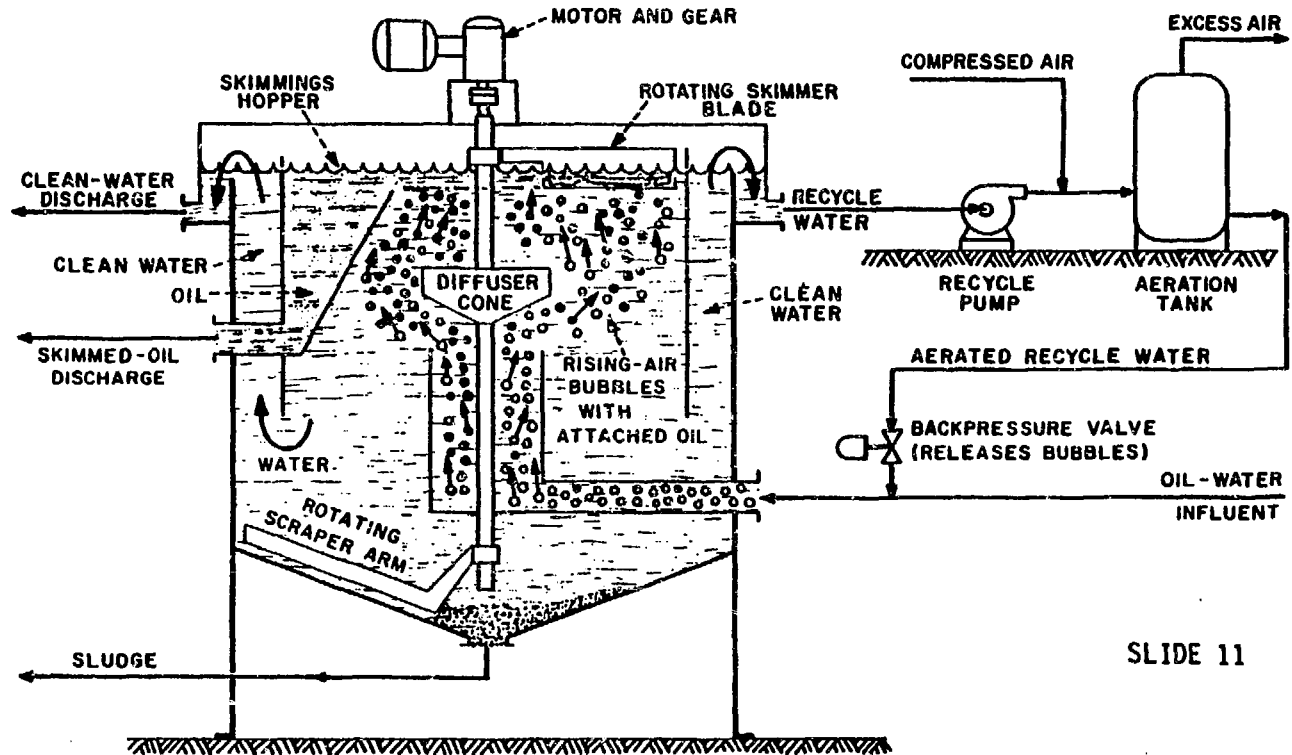 MOTOR AND GEAR
EXCESS AIR
COMPRESSED AIR
SKIMMINGS
HOPPER
ROTATING SKIMMER
BLADE
CLEAN-WATER
DISCHARGE
RECYCLE
WATER
CLEAN WATER
OIL
DIFFUSER
CONE
CLEAN
WATER
RECYCLE
PUMP
AERATION
TANK
SKIMMED-OIL
DISCHARGE
RISING-AIR
BUBBLES
WITH
ATTACHED OIL
AERATED RECYCLE WATER
BACKPRESSURE VALVE
(RELEASES BUBBLES)
WATER
OIL-WATER
INFLUENT
ROTATING
SCRAPER ARM
SLUDGE
SLIDE 11